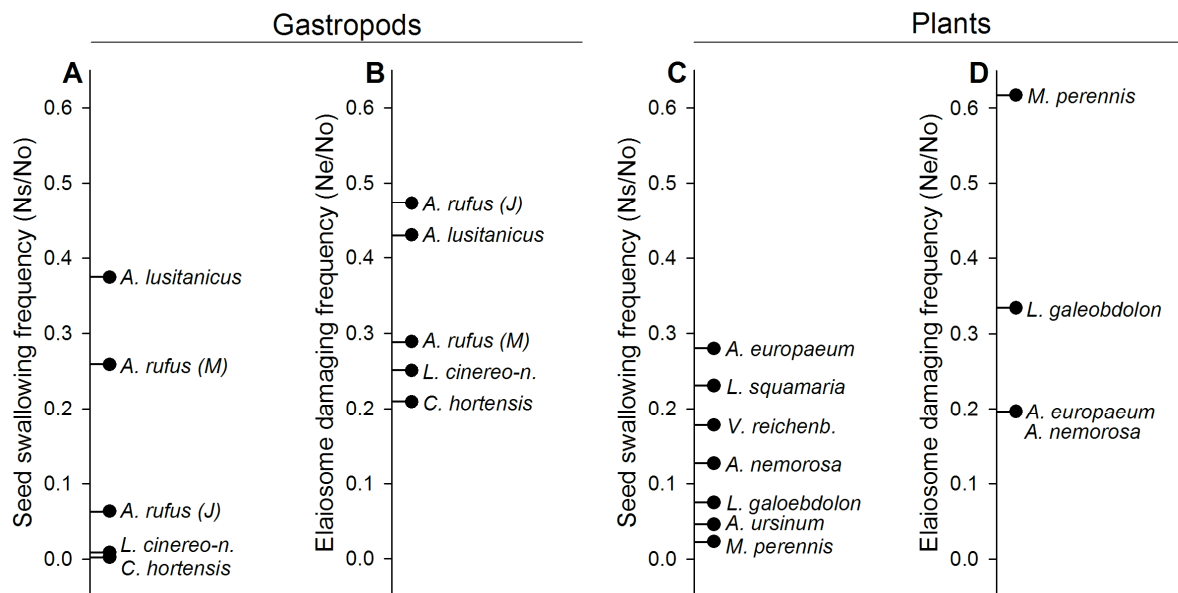 Gastropods
Plants
A
Seed swallowing frequency (Ns/No)
0.6
0.5
0.4
0.3
0.2
0.1
0.0
A. lusitanicus
A. rufus (M)
A. rufus (J)
L. cinereo-n.
C. hortensis
B
Elaiosome damaging frequency (Ne/No)
0.6
0.5
0.4
0.3
0.2
0.1
0.0
A. rufus (J)
A. lusitanicus
A. rufus (M)
L. cinereo-n.
C. hortensis
C
Seed swallowing frequency (Ns/No)
0.6
0.5
0.4
0.3
0.2
0.1
0.0
A. europaeum
L. squamaria
V. reichenb.
A. nemorosa
L. galoebdolon
A. ursinum
M. perennis
D
Elaiosome damaging frequency (Ne/No)
0.6
0.5
0.4
0.3
0.2
0.1
0.0
M. perennis
L. galeobdolon
A. europaeum
A. nemorosa